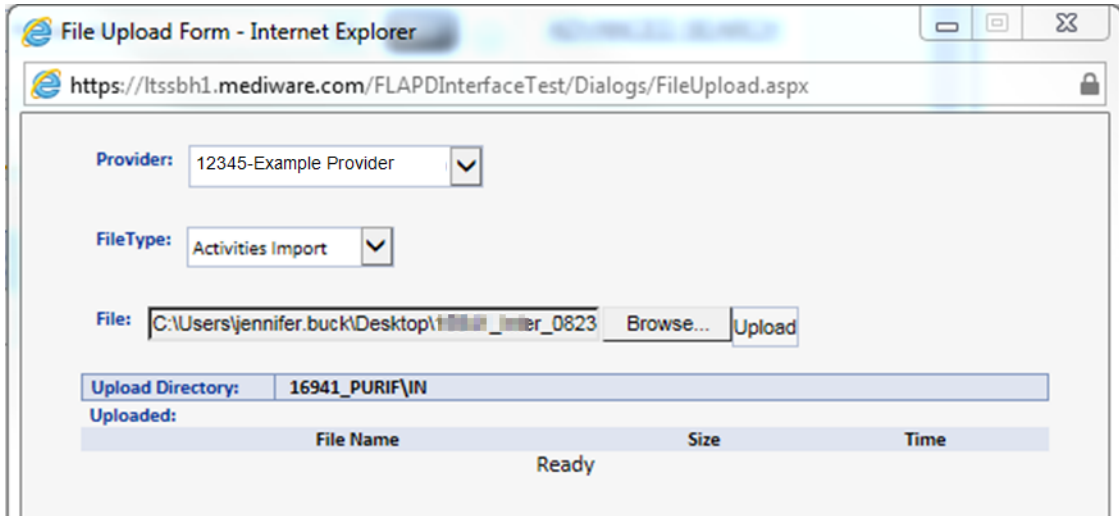 File Upload Form - Internet Explorer
https://ltssbh1.mediware.com/FLAPDInterfaceTest/Dialogs/FileUpload.aspx
Provider: 12345-Example Provider
FileType: Activities Import
File: C:\Users\jennifer.buck\Desktop\ _0823 Browse... Upload
Upload Directory: 16941_PURIF\IN
Uploaded:
File Name Size Time
Ready